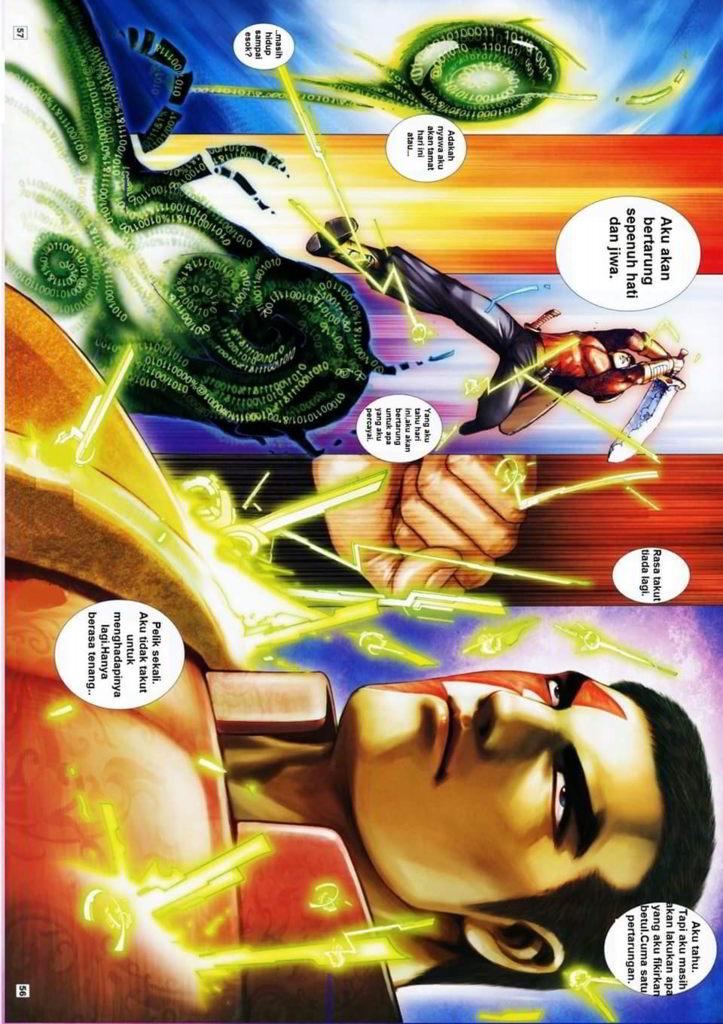 Aku tahu.
Tapi aku masih
akan lakukan apa
yang aku fikirkan
betul.Cuma satu
pertarungan.
Pelik sekali.
Aku tidak takut
untuk
menghadapinya
lagi.Hanya
berasa tenang..
Rasa takut
tiada lagi.
Aku akan
bertarung
sepenuh hati
dan jiwa.
Yang aku
tahu hari
ini.aku akan
bertarung
untuk apa
yang aku
percayai.
Adakah
nyawa aku
akan tamat
hari ini
atau...
..masih
hidup
sampai
esok?
56
57